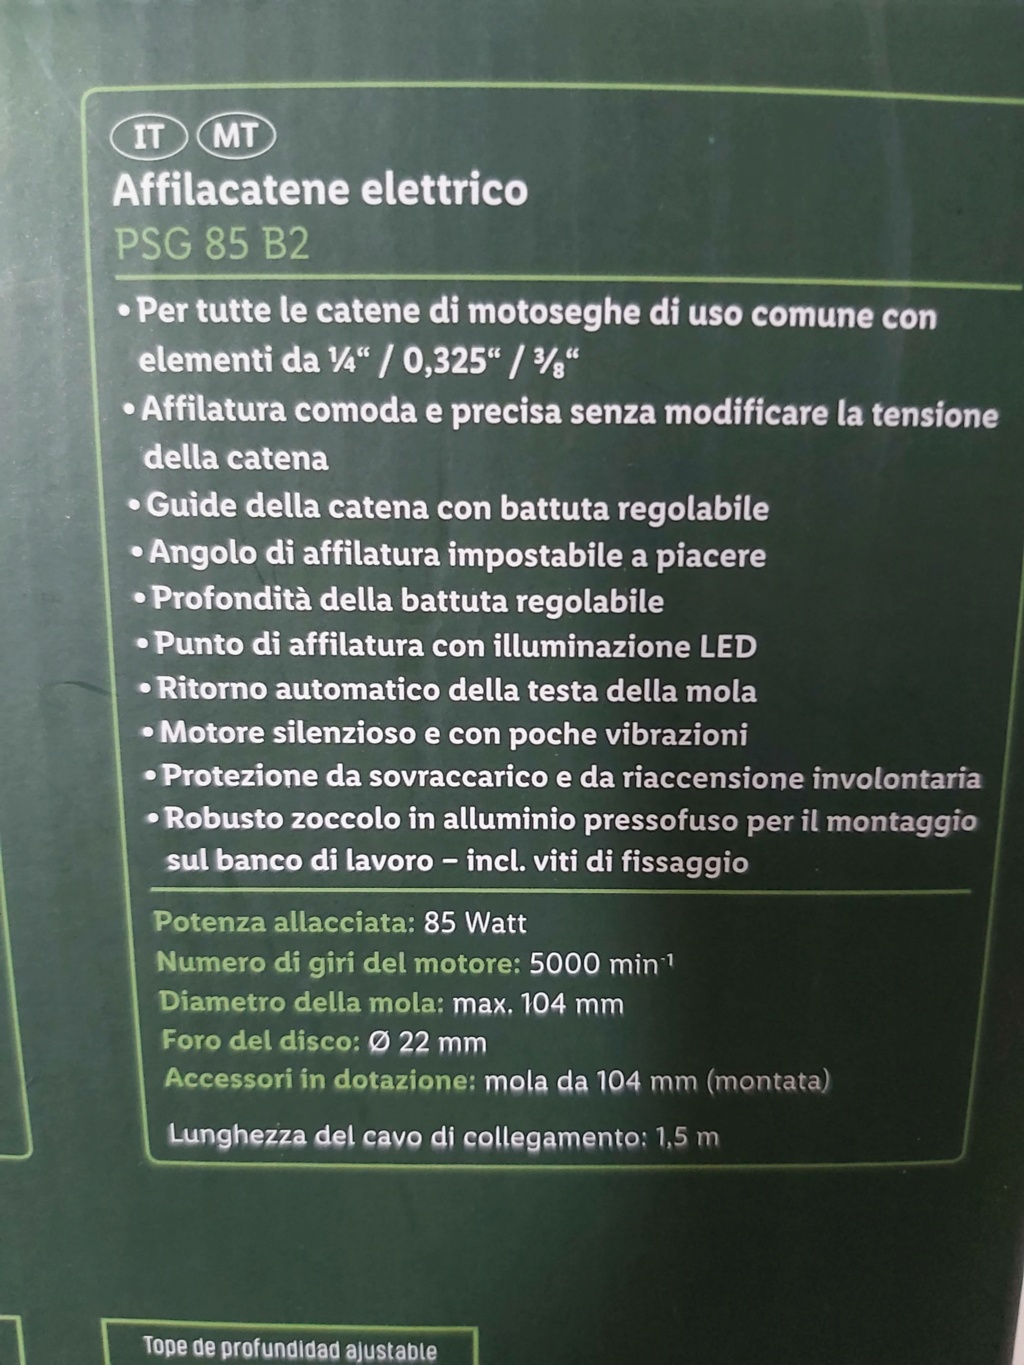 IT MT
Affilacatene elettrico
PSG 85 B2
• Per tutte le catene di motoseghe di uso comune con
elementi da ¼“ / 0,325“ / ⅜“
• Affilatura comoda e precisa senza modificare la tensione
della catena
• Guide della catena con battuta regolabile
• Angolo di affilatura impostabile a piacere
• Profondità della battuta regolabile
• Punto di affilatura con illuminazione LED
• Ritorno automatico della testa della mola
• Motore silenzioso e con poche vibrazioni
• Protezione da sovraccarico e da riaccensione involontaria
• Robusto zoccolo in alluminio pressofuso per il montaggio
sul banco di lavoro – incl. viti di fissaggio
Potenza allacciata: 85 Watt
Numero di giri del motore: 5000 min⁻¹
Diametro della mola: max. 104 mm
Foro del disco: Ø 22 mm
Accessori in dotazione: mola da 104 mm (montata)
Lunghezza del cavo di collegamento: 1,5 m
Tope de profundidad ajustable